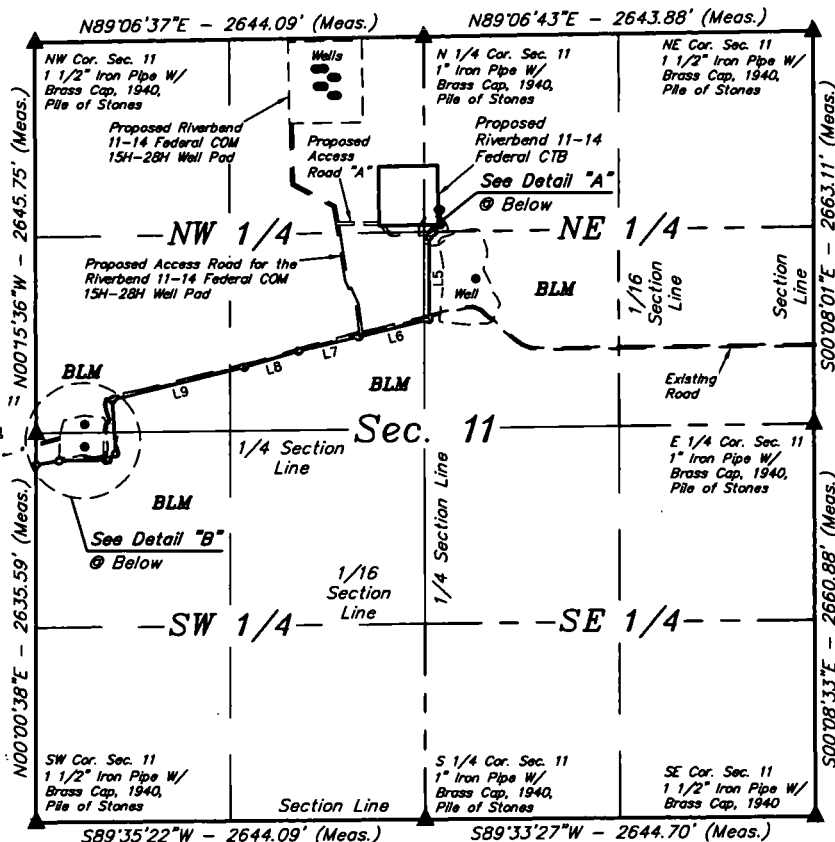 N89°06'37"E - 2644.09' (Meas.)
N89°06'43"E - 2643.88' (Meas.)
NW Cor. Sec. 11
1 1/2" Iron Pipe W/
Brass Cap, 1940,
Pile of Stones
Wells
N 1/4 Cor. Sec. 11
1" Iron Pipe W/
Brass Cap, 1940,
Pile of Stones
NE Cor. Sec. 11
1 1/2" Iron Pipe W/
Brass Cap, 1940,
Pile of Stones
Proposed Riverbend
11-14 Federal COM
15H-28H Well Pad
Proposed
Access
Road "A"
Proposed
Riverbend 11-14
Federal CTB
See Detail "A"
@ Below
N00°15'36"W - 2645.75' (Meas.)
S00°08'01"E - 2663.11' (Meas.)
NW 1/4
NE 1/4
Proposed Access Road for the
Riverbend 11-14 Federal COM
15H-28H Well Pad
L5
Well
BLM
1/16
Section
Line
Section
Line
L6
L7
L8
L9
BLM
BLM
Existing
Road
11
Sec. 11
1/4 Section
Line
E 1/4 Cor. Sec. 11
1" Iron Pipe W/
Brass Cap, 1940,
Pile of Stones
BLM
1/4 Section Line
See Detail "B"
@ Below
1/16
Section
Line
N00°00'38"E - 2635.59' (Meas.)
S00°08'33"E - 2660.88' (Meas.)
SW 1/4
SE 1/4
SW Cor. Sec. 11
1 1/2" Iron Pipe W/
Brass Cap, 1940,
Pile of Stones
Section Line
S 1/4 Cor. Sec. 11
1" Iron Pipe W/
Brass Cap, 1940,
Pile of Stones
SE Cor. Sec. 11
1 1/2" Iron Pipe W/
Brass Cap, 1940
S89°35'22"W - 2644.09' (Meas.)
S89°33'27"W - 2644.70' (Meas.)